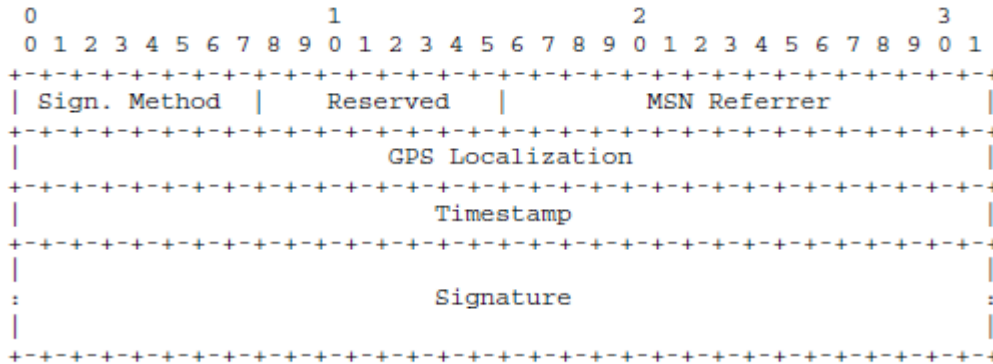 0                   1                   2                   3
0 1 2 3 4 5 6 7 8 9 0 1 2 3 4 5 6 7 8 9 0 1 2 3 4 5 6 7 8 9 0 1
+-+-+-+-+-+-+-+-+-+-+-+-+-+-+-+-+-+-+-+-+-+-+-+-+-+-+-+-+-+-+-+-+
| Sign. Method | Reserved | MSN Referrer |
+-+-+-+-+-+-+-+-+-+-+-+-+-+-+-+-+-+-+-+-+-+-+-+-+-+-+-+-+-+-+-+-+
| GPS Localization |
+-+-+-+-+-+-+-+-+-+-+-+-+-+-+-+-+-+-+-+-+-+-+-+-+-+-+-+-+-+-+-+-+
| Timestamp |
+-+-+-+-+-+-+-+-+-+-+-+-+-+-+-+-+-+-+-+-+-+-+-+-+-+-+-+-+-+-+-+-+
| |
: Signature :
| |
+-+-+-+-+-+-+-+-+-+-+-+-+-+-+-+-+-+-+-+-+-+-+-+-+-+-+-+-+-+-+-+-+